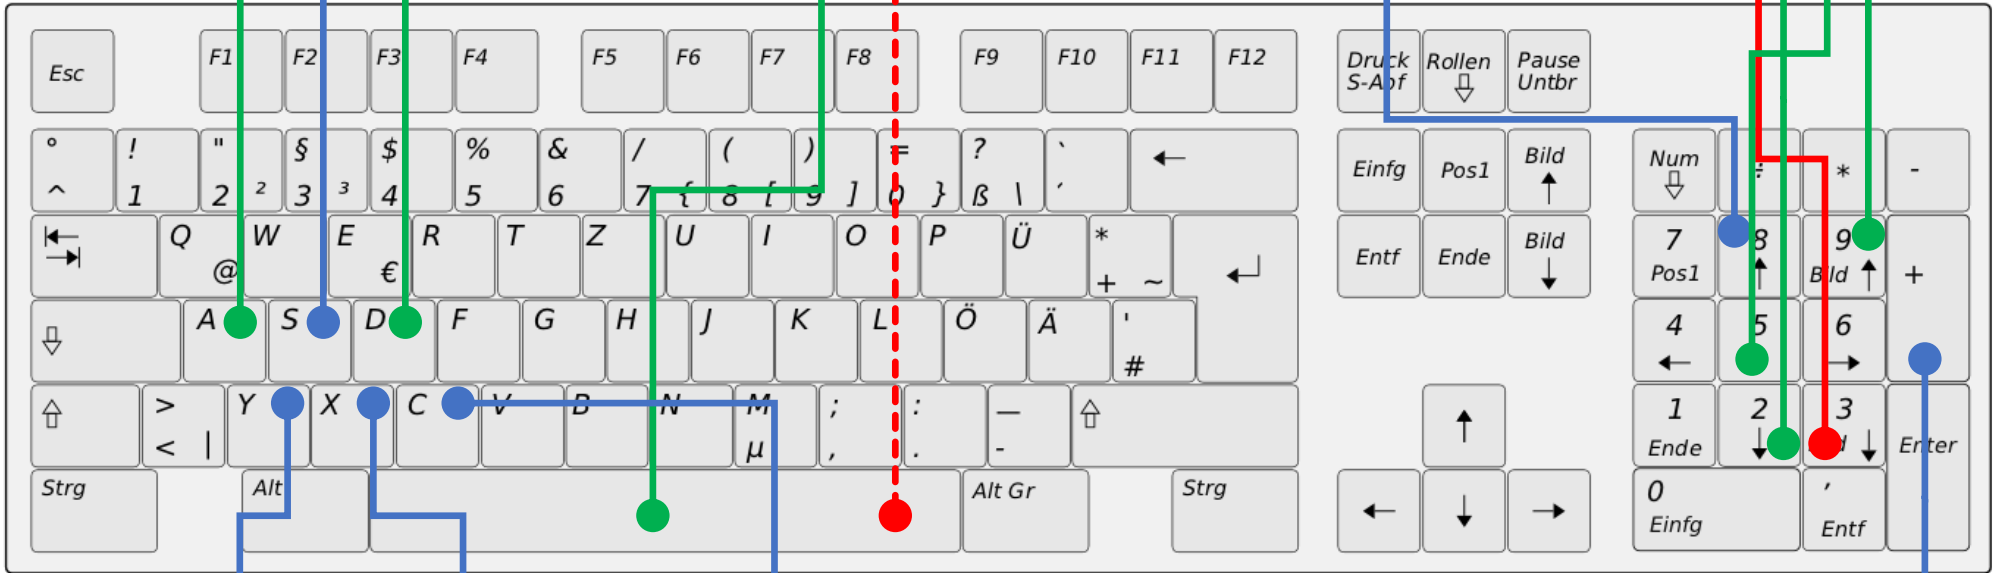 Esc F1 F2 F3 F4 F5 F6 F7 F8 F9 F10 F11 F12 Druck S-Abf Rollen Pause Untbr
° ! " § $ % & / ( ) = ? ` Einfg Pos1 Bild Num ÷ * -
^ 1 2 ² 3 ³ 4 5 6 7 { 8 [ 9 ] 0 } ß \ ´
Q W E R T Z U I O P Ü * Entf Ende Bild 7 8 9 +
@ € + ~ Pos1 Bild
A S D F G H J K L Ö Ä ' 4 5 6
#
> Y X C V B N M ; : — 1 2 3 Enter
< | µ , . - Ende
Strg Alt Alt Gr Strg 0 ,
Einfg Entf